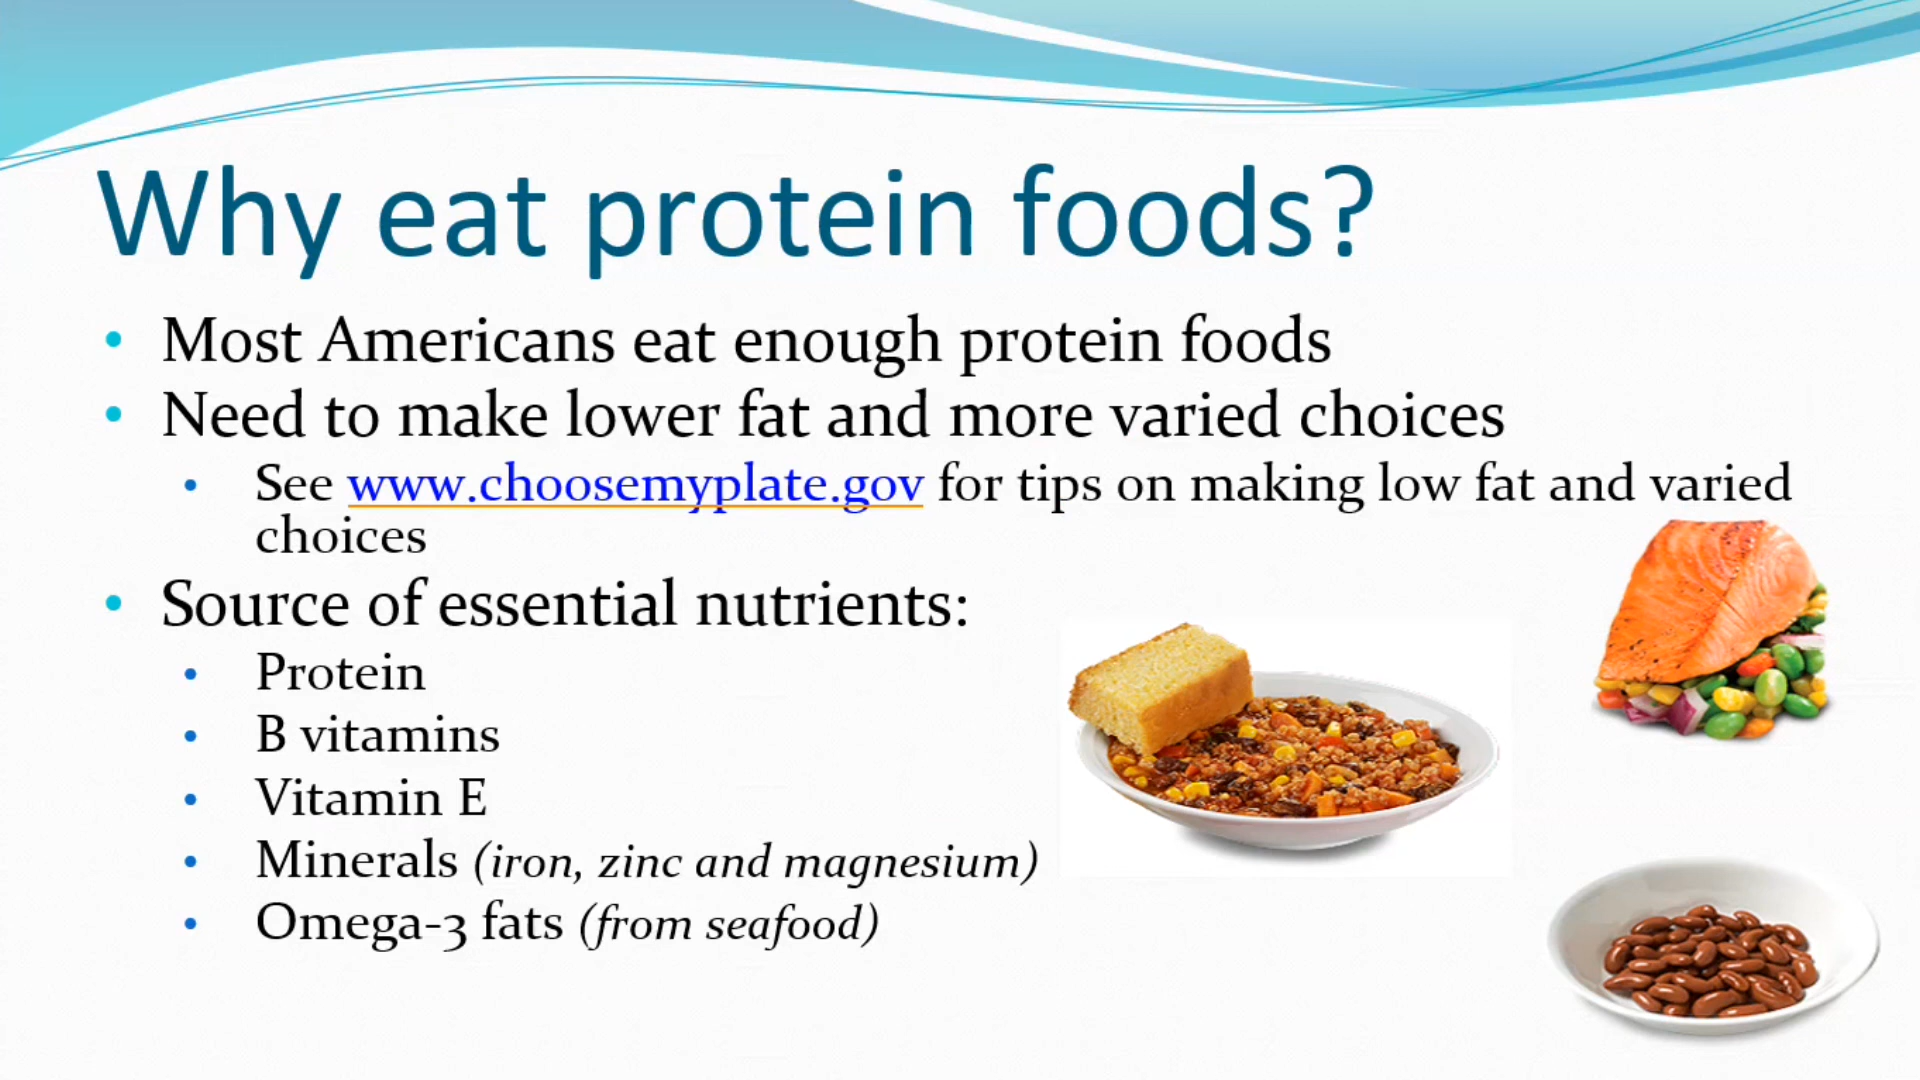 Why eat protein foods?
• Most Americans eat enough protein foods
• Need to make lower fat and more varied choices
• See www.choosemyplate.gov for tips on making low fat and varied
choices
• Source of essential nutrients:
• Protein
• B vitamins
• Vitamin E
• Minerals (iron, zinc and magnesium)
• Omega-3 fats (from seafood)